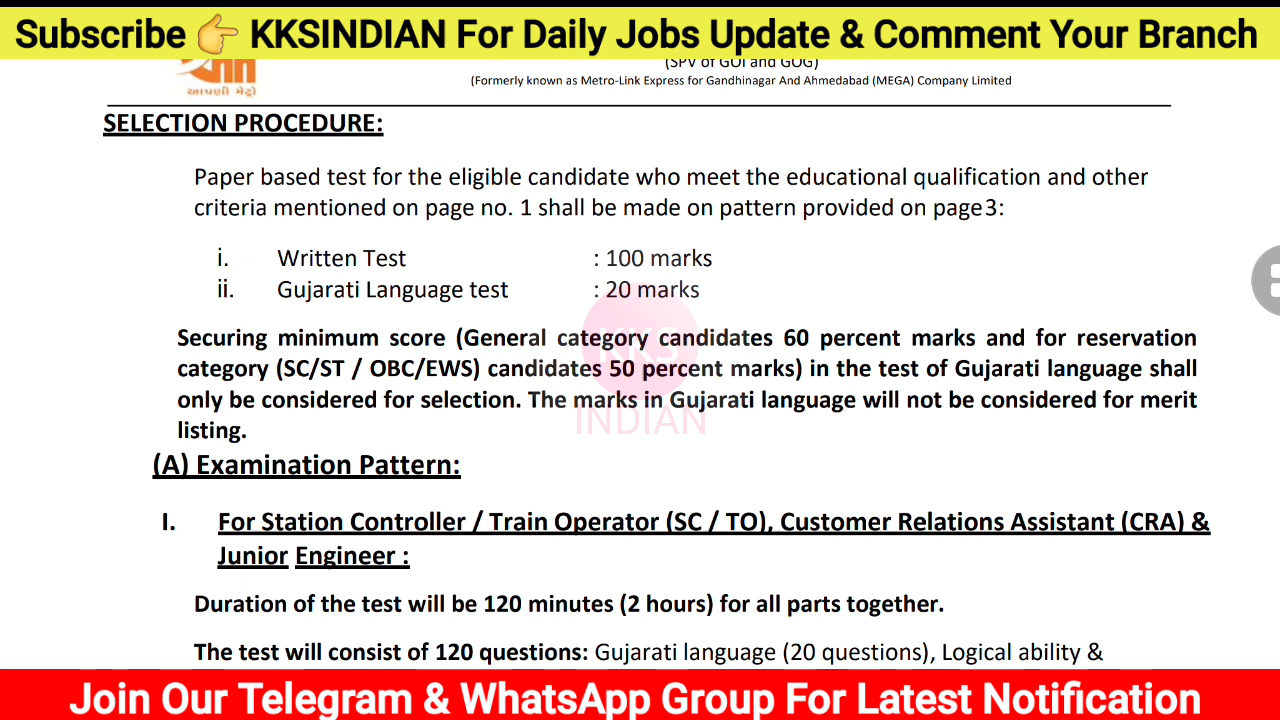 Subscribe 👉 KKSINDIAN For Daily Jobs Update & Comment Your Branch
(SPV of GOI and GOG)
(Formerly known as Metro-Link Express for Gandhinagar And Ahmedabad (MEGA) Company Limited
આપણી મેટ્રો
SELECTION PROCEDURE:
Paper based test for the eligible candidate who meet the educational qualification and other
criteria mentioned on page no. 1 shall be made on pattern provided on page3:
i. Written Test : 100 marks
ii. Gujarati Language test : 20 marks
Securing minimum score (General category candidates 60 percent marks and for reservation
category (SC/ST / OBC/EWS) candidates 50 percent marks) in the test of Gujarati language shall
only be considered for selection. The marks in Gujarati language will not be considered for merit
listing.
KKS
INDIAN
(A) Examination Pattern:
I. For Station Controller / Train Operator (SC / TO), Customer Relations Assistant (CRA) &
Junior Engineer :
Duration of the test will be 120 minutes (2 hours) for all parts together.
The test will consist of 120 questions: Gujarati language (20 questions), Logical ability &
Join Our Telegram & WhatsApp Group For Latest Notification